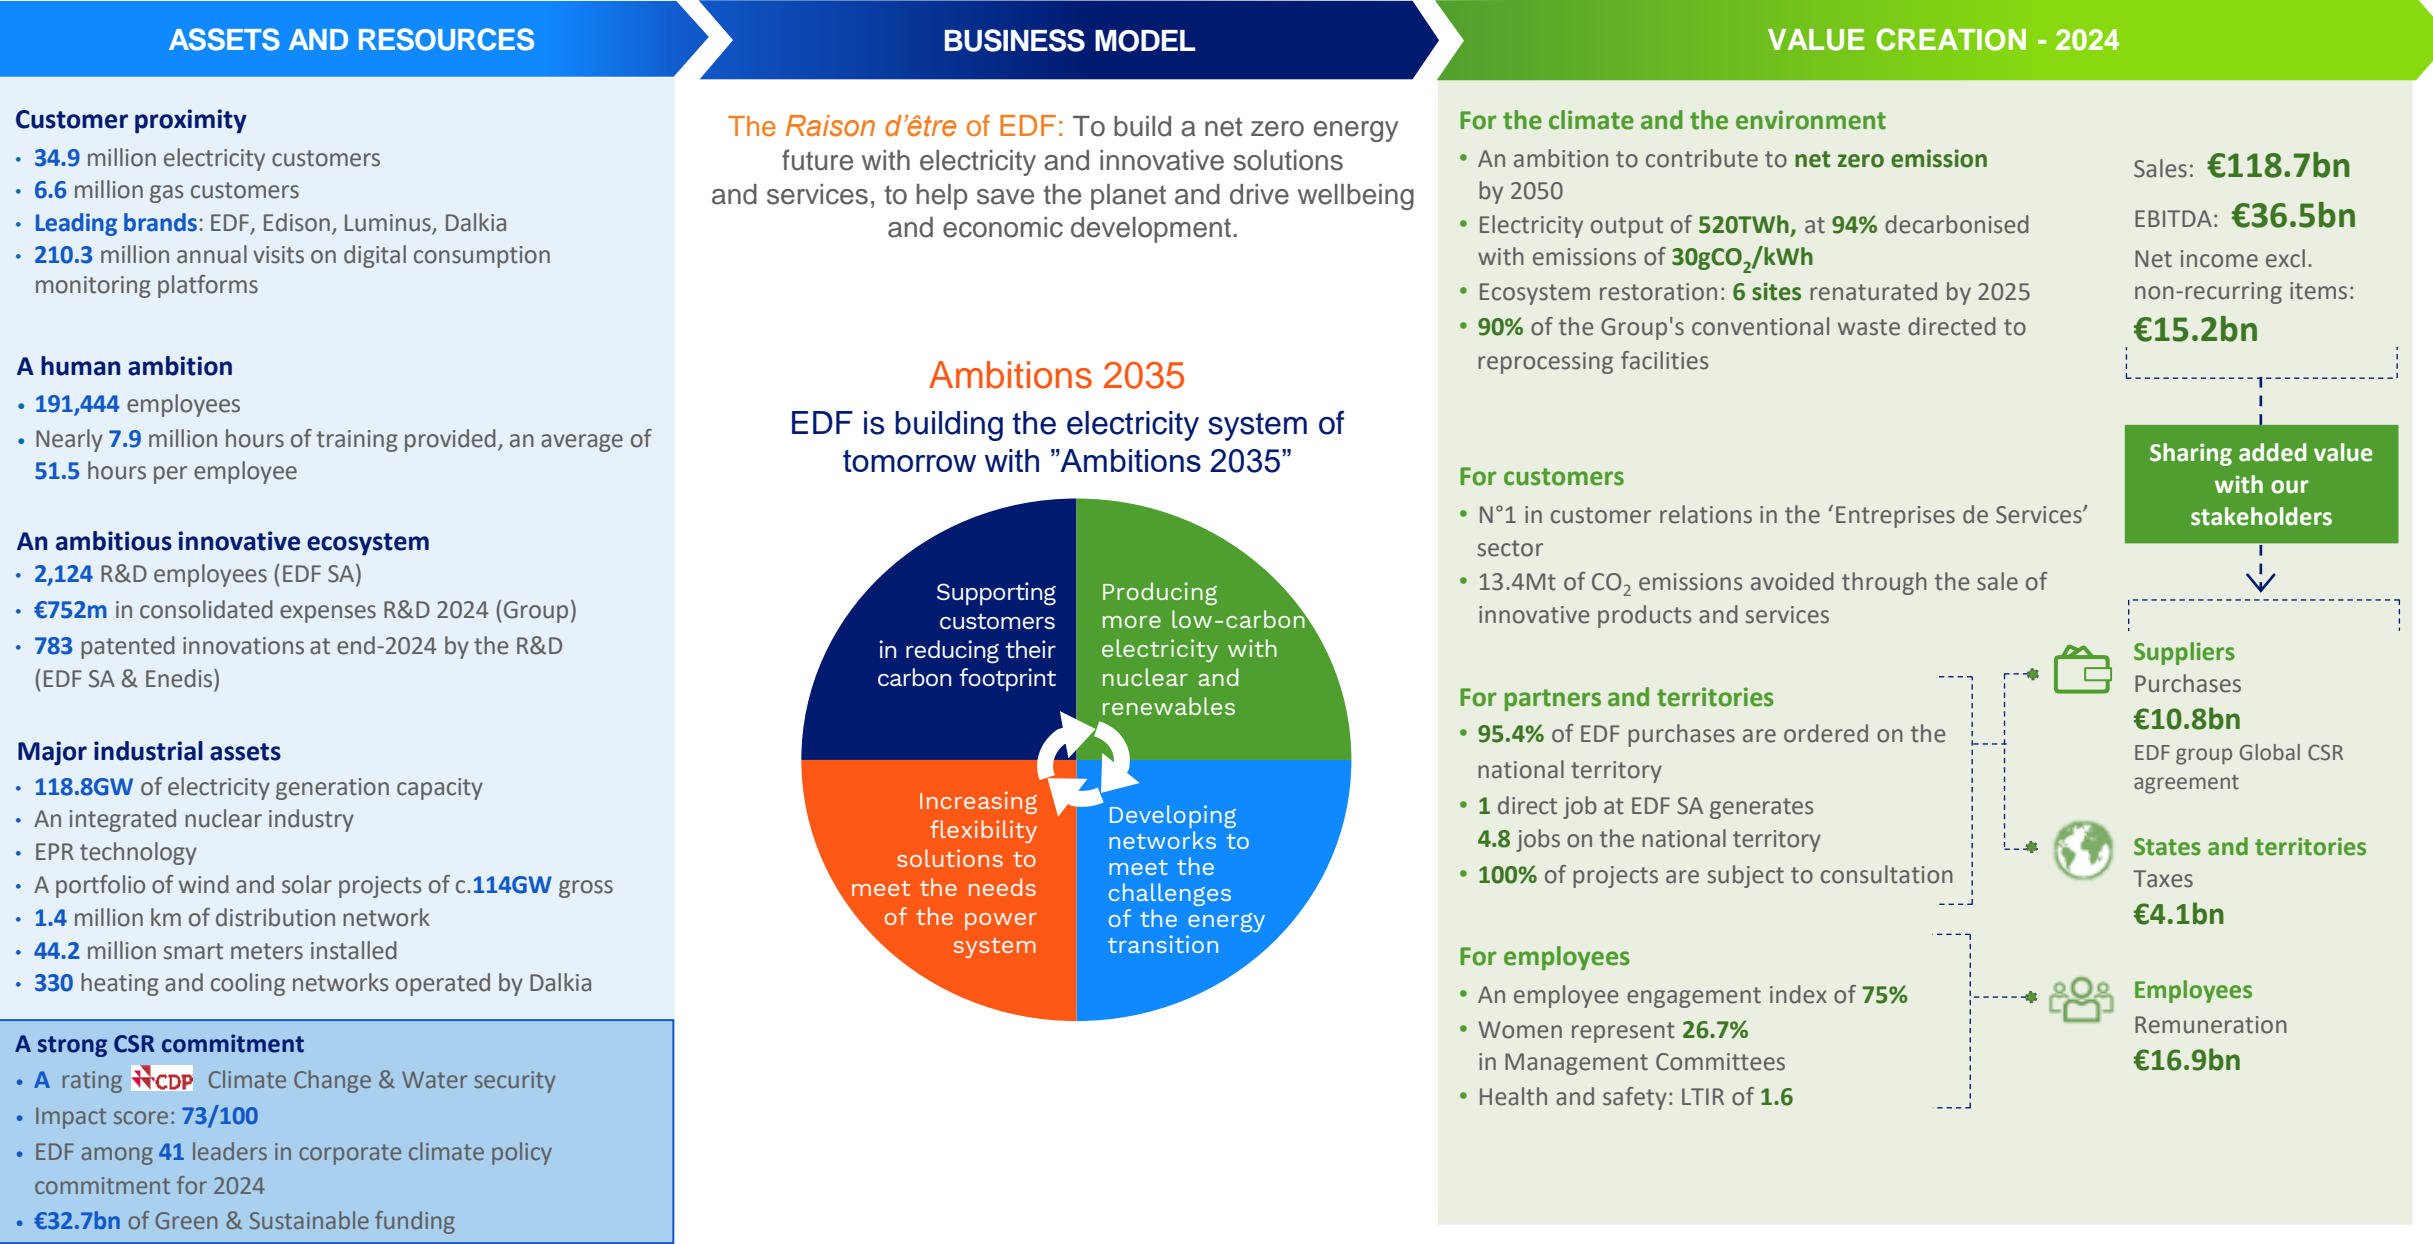 ASSETS AND RESOURCES
Customer proximity
• 34.9 million electricity customers
• 6.6 million gas customers
• Leading brands: EDF, Edison, Luminus, Dalkia
• 210.3 million annual visits on digital consumption
monitoring platforms
A human ambition
• 191,444 employees
• Nearly 7.9 million hours of training provided, an average of
51.5 hours per employee
An ambitious innovative ecosystem
• 2,124 R&D employees (EDF SA)
• €752m in consolidated expenses R&D 2024 (Group)
• 783 patented innovations at end-2024 by the R&D
(EDF SA & Enedis)
Major industrial assets
• 118.8GW of electricity generation capacity
• An integrated nuclear industry
• EPR technology
• A portfolio of wind and solar projects of c.114GW gross
• 1.4 million km of distribution network
• 44.2 million smart meters installed
• 330 heating and cooling networks operated by Dalkia
A strong CSR commitment
• A rating CDP Climate Change & Water security
• Impact score: 73/100
• EDF among 41 leaders in corporate climate policy
commitment for 2024
• €32.7bn of Green & Sustainable funding
BUSINESS MODEL
The Raison d’être of EDF: To build a net zero energy
future with electricity and innovative solutions
and services, to help save the planet and drive wellbeing
and economic development.
Ambitions 2035
EDF is building the electricity system of
tomorrow with ”Ambitions 2035”
Supporting
customers
in reducing their
carbon footprint
Producing
more low-carbon
electricity with
nuclear and
renewables
Increasing
flexibility
solutions to
meet the needs
of the power
system
Developing
networks to
meet the
challenges
of the energy
transition
VALUE CREATION - 2024
For the climate and the environment
• An ambition to contribute to net zero emission
by 2050
• Electricity output of 520TWh, at 94% decarbonised
with emissions of 30gCO₂/kWh
• Ecosystem restoration: 6 sites renaturated by 2025
• 90% of the Group's conventional waste directed to
reprocessing facilities
For customers
• N°1 in customer relations in the ‘Entreprises de Services’
sector
• 13.4Mt of CO₂ emissions avoided through the sale of
innovative products and services
For partners and territories
• 95.4% of EDF purchases are ordered on the
national territory
• 1 direct job at EDF SA generates
4.8 jobs on the national territory
• 100% of projects are subject to consultation
For employees
• An employee engagement index of 75%
• Women represent 26.7%
in Management Committees
• Health and safety: LTIR of 1.6
Sales: €118.7bn
EBITDA: €36.5bn
Net income excl.
non-recurring items:
€15.2bn
Sharing added value
with our
stakeholders
Suppliers
Purchases
€10.8bn
EDF group Global CSR
agreement
States and territories
Taxes
€4.1bn
Employees
Remuneration
€16.9bn